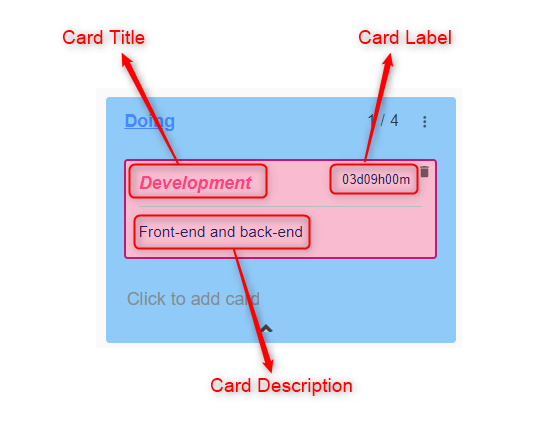 Card Title
Card Label
Doing
1 / 4
Development
03d09h00m
Front-end and back-end
Click to add card
Card Description